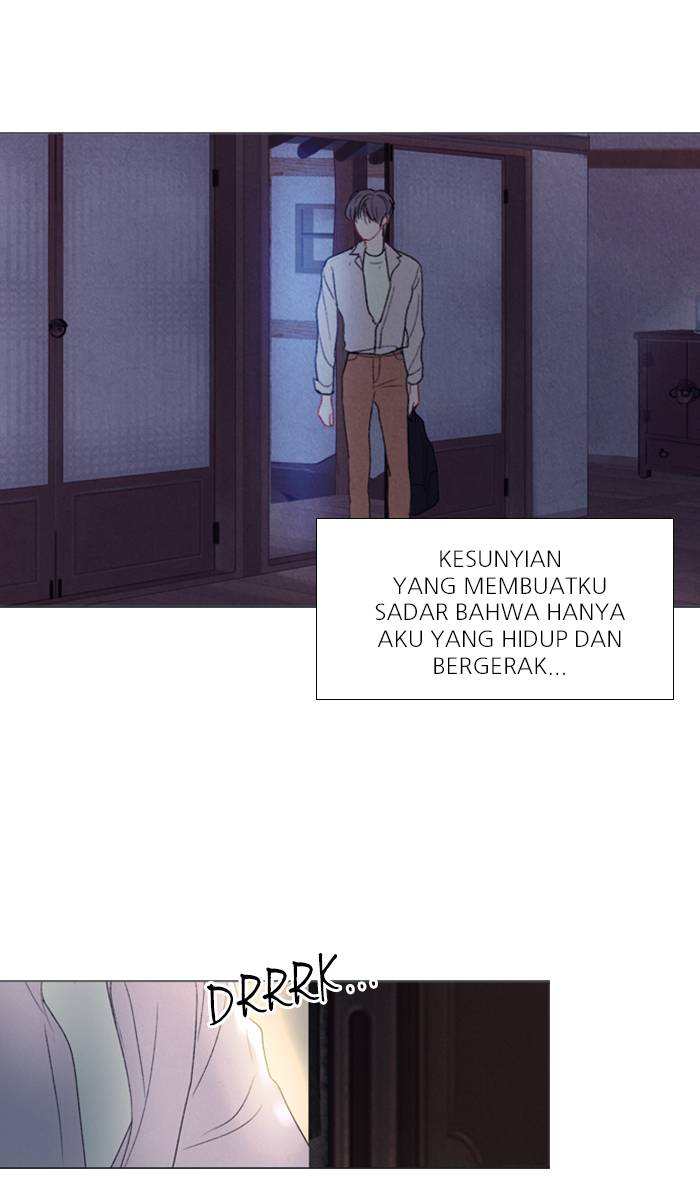 KESUNYIAN
YANG MEMBUATKU
SADAR BAHWA HANYA
AKU YANG HIDUP DAN
BERGERAK...
DRRRK...